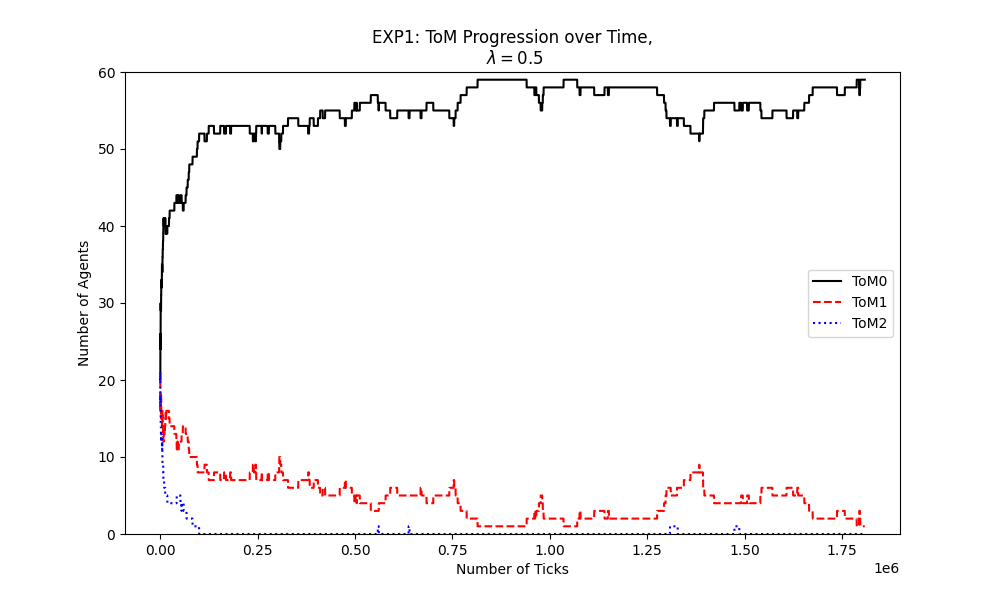 EXP1: ToM Progression over Time,
λ = 0.5
Number of Agents
60
50
40
30
20
10
0
ToM0
ToM1
ToM2
0.00 0.25 0.50 0.75 1.00 1.25 1.50 1.75
1e6
Number of Ticks